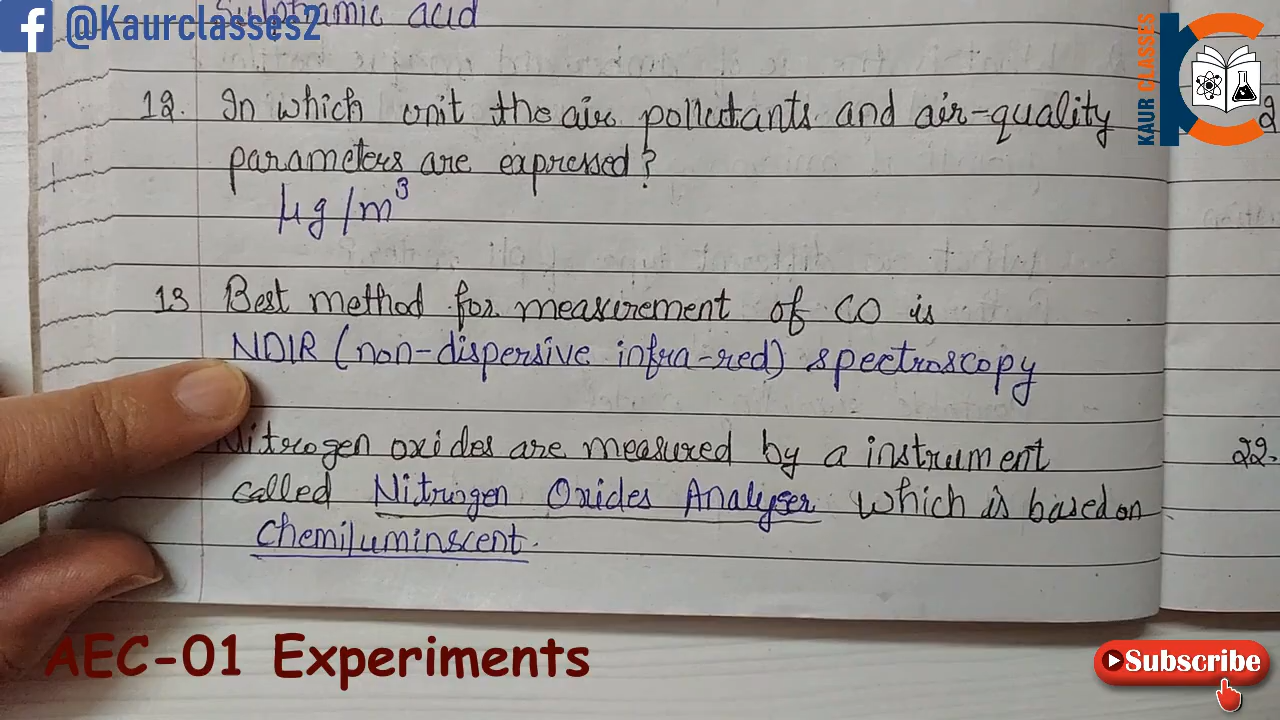 Sulphamic acid
@Kaurclasses2
KAUR CLASSES
12. In which unit the air pollutants and air-quality
parameters are expressed?
μg/m³
13 Best method for measurement of CO is
NDIR (non-dispersive infra-red) spectroscopy
Nitrogen oxides are measured by a instrument
called Nitrogen Oxides Analyser which is based on
Chemiluminscent.
22.
AEC-01 Experiments
Subscribe